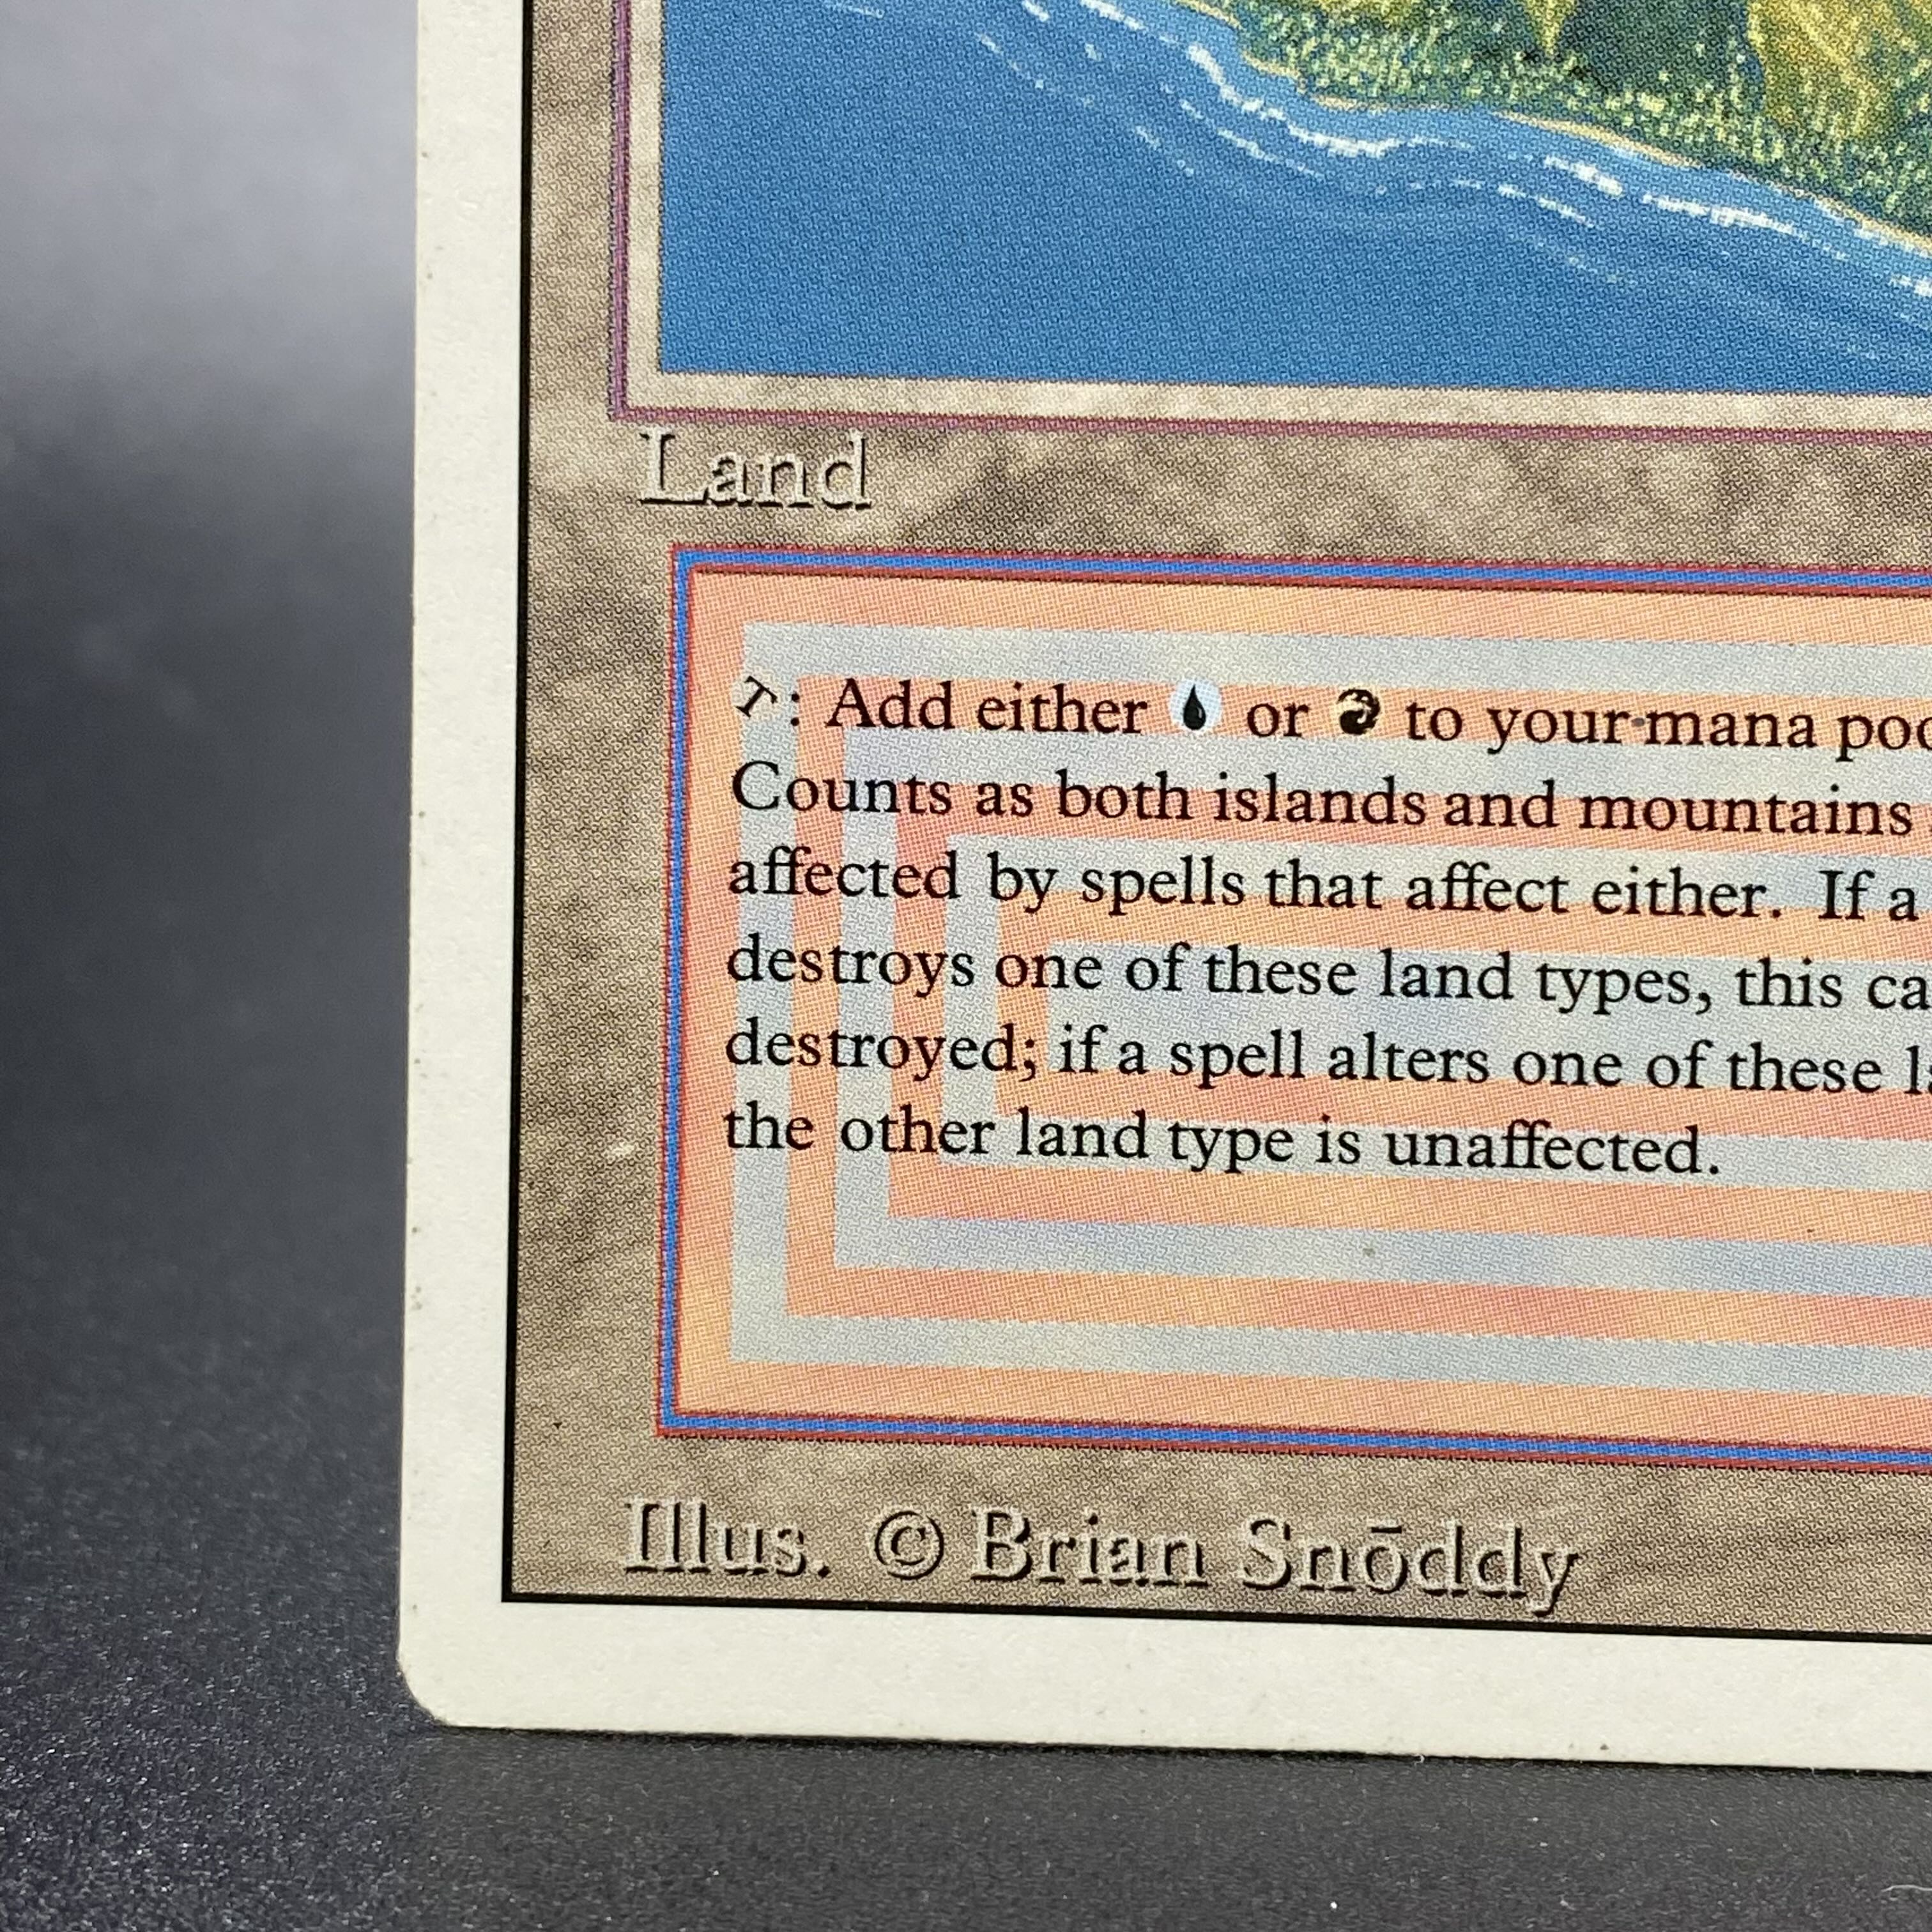 Land
T: Add either or to your mana
Counts as both islands and mountains
affected by spells that affect either. If a
destroys one of these land types, this
destroyed; if a spell alters one of these
the other land type is unaffected.
Illus. © Brian Snōddy